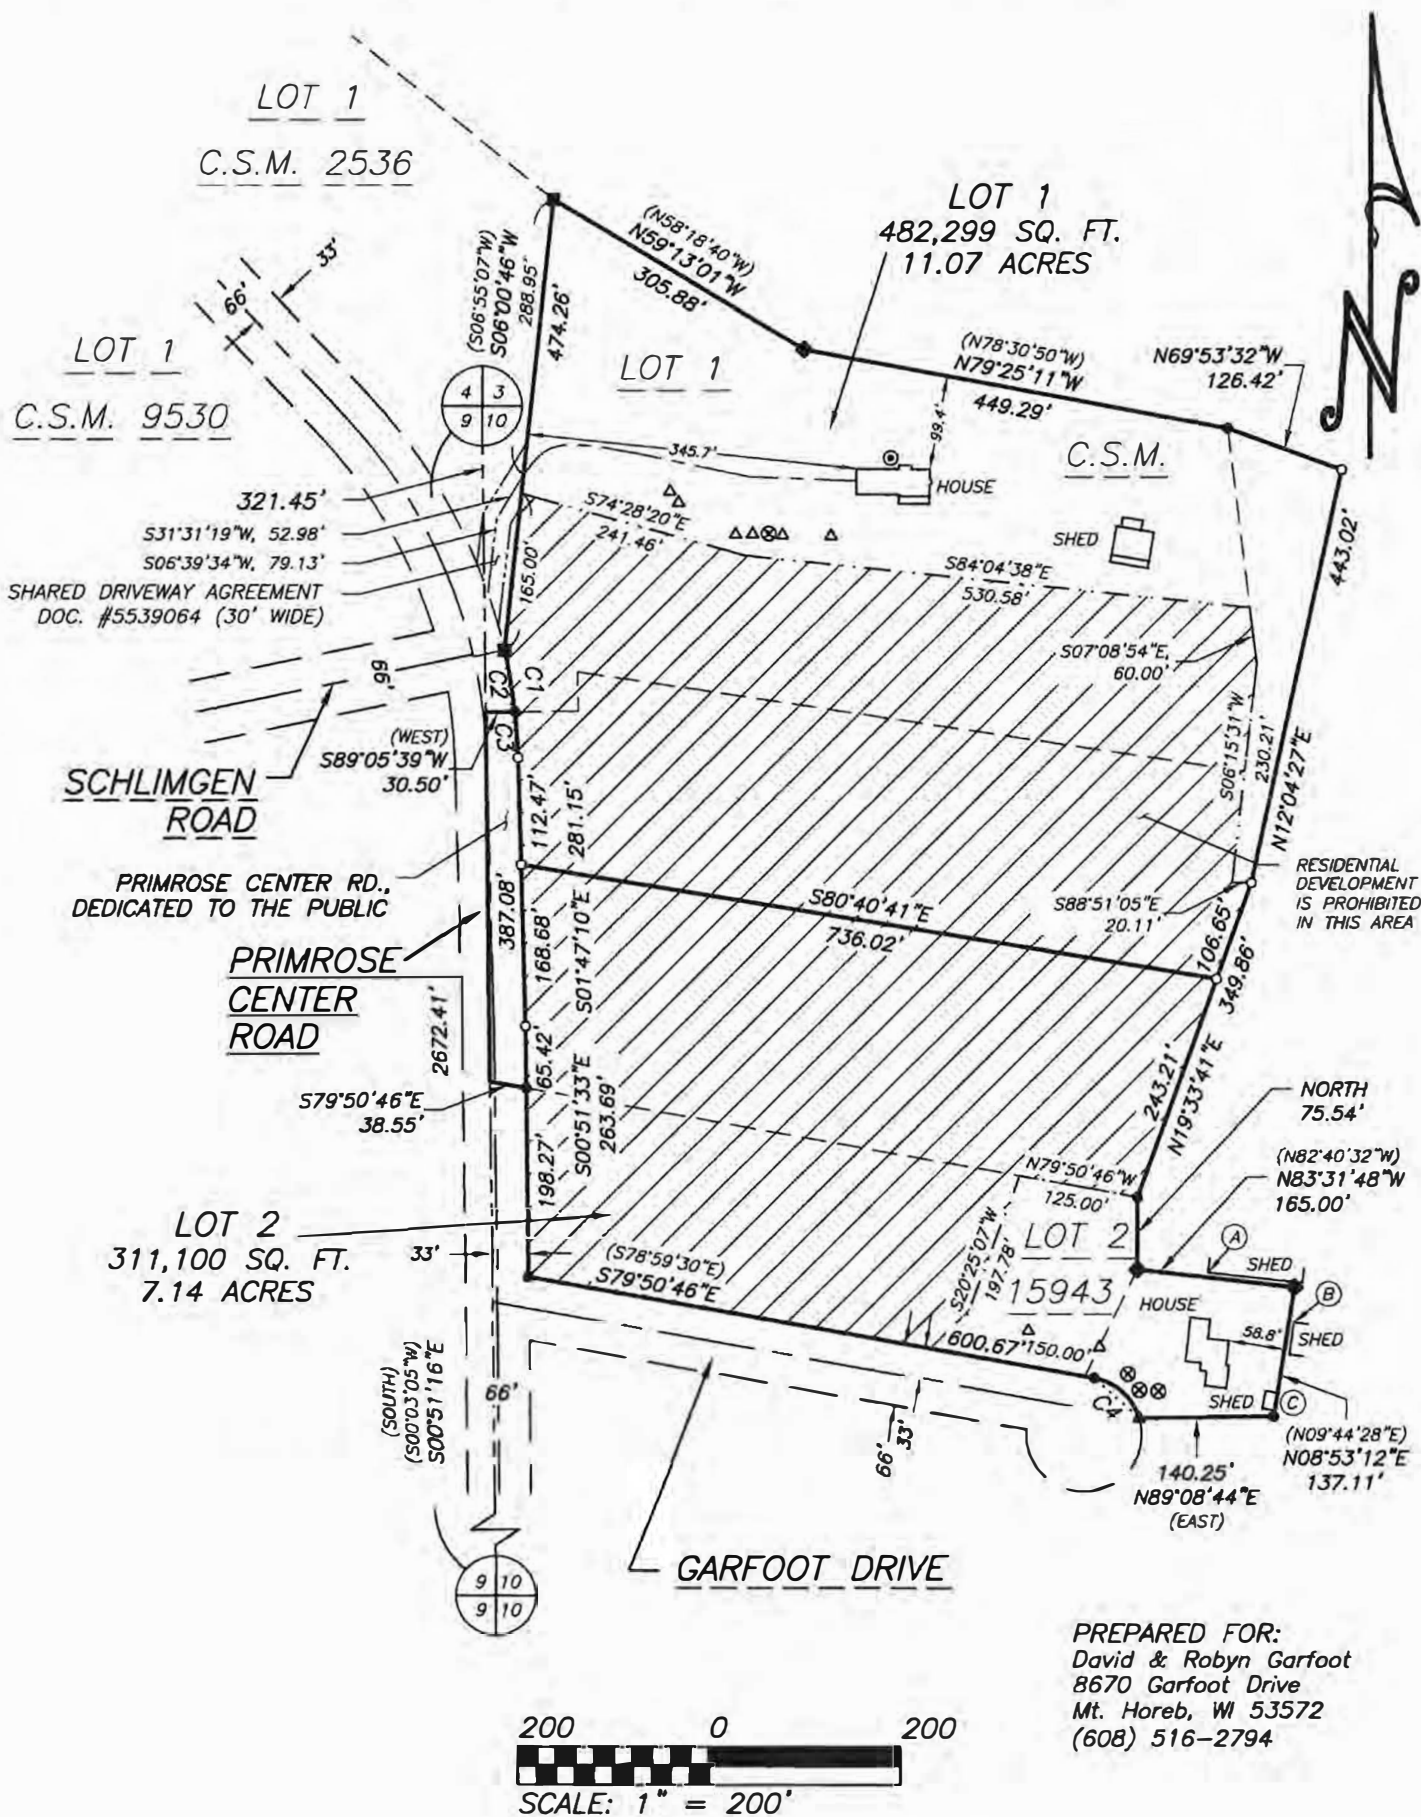 LOT 1
C.S.M. 2536
33'
66'
LOT 1
C.S.M. 9530
(S06°55'07"W)
S06°00'46"W
288.95'
474.26'
(N58°18'40"W)
N59°13'01"W
305.88'
LOT 1
482,299 SQ. FT.
11.07 ACRES
LOT 1
(N78°30'50"W)
N79°25'11"W
449.29'
N69°53'32"W
126.42'
99.4'
C.S.M.
4 3
9 10
345.7'
HOUSE
SHED
443.02'
321.45'
S31°31'19"W, 52.98'
S06°39'34"W, 79.13'
SHARED DRIVEWAY AGREEMENT
DOC. #5539064 (30' WIDE)
165.00'
S74°28'20"E
241.46'
S84°04'38"E
530.58'
S07°08'54"E,
60.00'
66'
C2
C1
C3
(WEST)
S89°05'39"W
30.50'
SCHLIMGEN
ROAD
S06°15'31"W
230.21'
N12°04'27"E
112.47'
281.15'
PRIMROSE CENTER RD.,
DEDICATED TO THE PUBLIC
RESIDENTIAL
DEVELOPMENT
IS PROHIBITED
IN THIS AREA
S88°51'05"E
20.11'
S80°40'41"E
736.02'
106.65'
349.86'
387.08'
168.68'
S01°47'10"E
PRIMROSE
CENTER
ROAD
2672.41'
65.42'
S00°51'33"E
263.69'
198.27'
S79°50'46"E
38.55'
243.21'
N19°33'41"E
NORTH
75.54'
(N82°40'32"W)
N83°31'48"W
165.00'
N79°50'46"W
125.00'
LOT 2
311,100 SQ. FT.
7.14 ACRES
33'
(S78°59'30"E)
S79°50'46"E
S20°25'07"W
197.78'
LOT 2
15943
A
SHED
B
HOUSE
58.8'
SHED
600.67'
150.00'
SHED
C
C4
(SOUTH)
(S00°03'05"W)
S00°51'16"E
66'
66'
33'
140.25'
N89°08'44"E
(EAST)
(N09°44'28"E)
N08°53'12"E
137.11'
GARFOOT DRIVE
9 10
9 10
PREPARED FOR:
David & Robyn Garfoot
8670 Garfoot Drive
Mt. Horeb, WI 53572
(608) 516-2794
200 0 200
SCALE: 1" = 200'
N